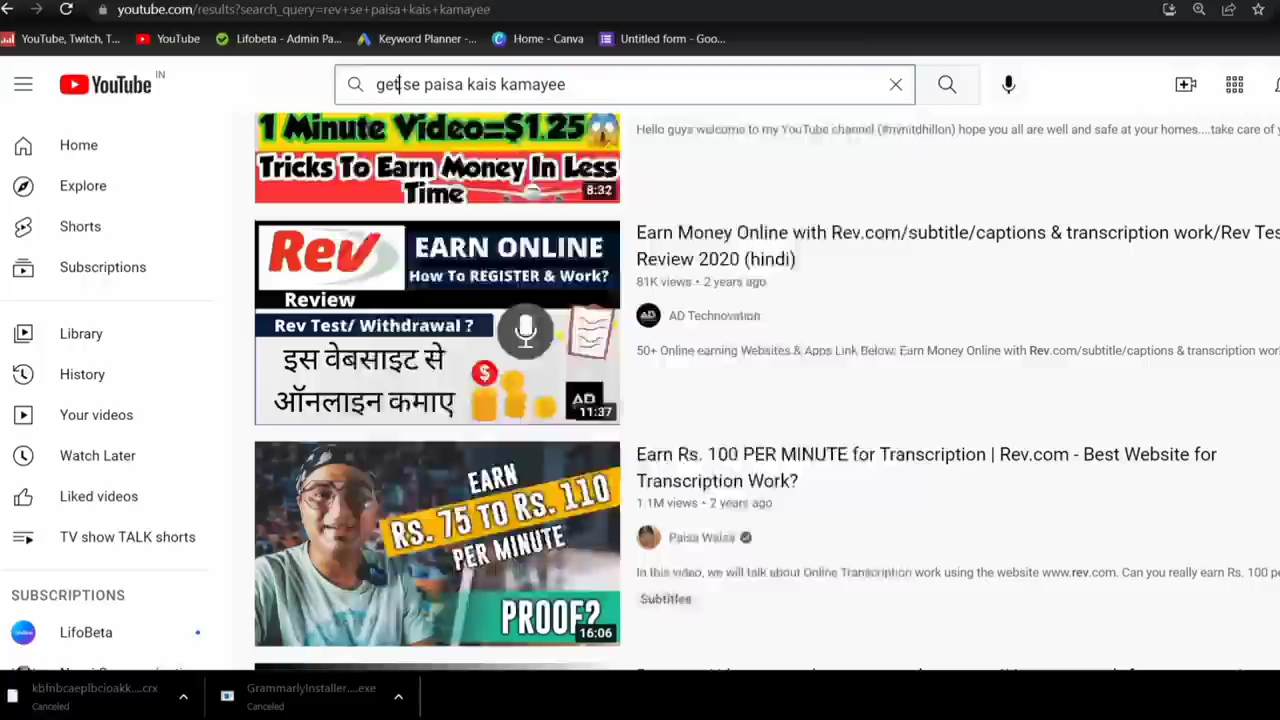 youtube.com/results?search_query=rev+se+paisa+kais+kamayee
YouTube, Twitch, T...
YouTube
Lifobeta - Admin Pa...
Keyword Planner -...
Home - Canva
Untitled form - Goo...
YouTube IN
get se paisa kais kamayee
Home
Explore
Shorts
Subscriptions
Library
History
Your videos
Watch Later
Liked videos
TV show TALK shorts
SUBSCRIPTIONS
LifoBeta
1 Minute Video=$1.25
Tricks To Earn Money In Less
Time
8:32
Hello guys welcome to my YouTube channel (#mmitdhillon) hope you all are well and safe at your homes....take care of
Rev
EARN ONLINE
How To REGISTER & Work?
Review
Rev Test/ Withdrawal ?
इस वेबसाइट से
ऑनलाइन कमाए
AD
11:37
Earn Money Online with Rev.com/subtitle/captions & transcription work/Rev Tes
Review 2020 (hindi)
81K views • 2 years ago
AD Technovation
50+ Online earning Websites & Apps Link Below: Earn Money Online with Rev.com/subtitle/captions & transcription
EARN
RS. 75 TO RS. 110
PER MINUTE
PROOF?
16:06
Earn Rs. 100 PER MINUTE for Transcription | Rev.com - Best Website for
Transcription Work?
1.1M views • 2 years ago
Paisa Waisa
In this video, we will talk about Online Transcription work using the website www.rev.com. Can you really earn Rs. 100
Subtitles
kbfnbcaeplbcioakk....crx
Canceled
GrammarlyInstaller....exe
Canceled